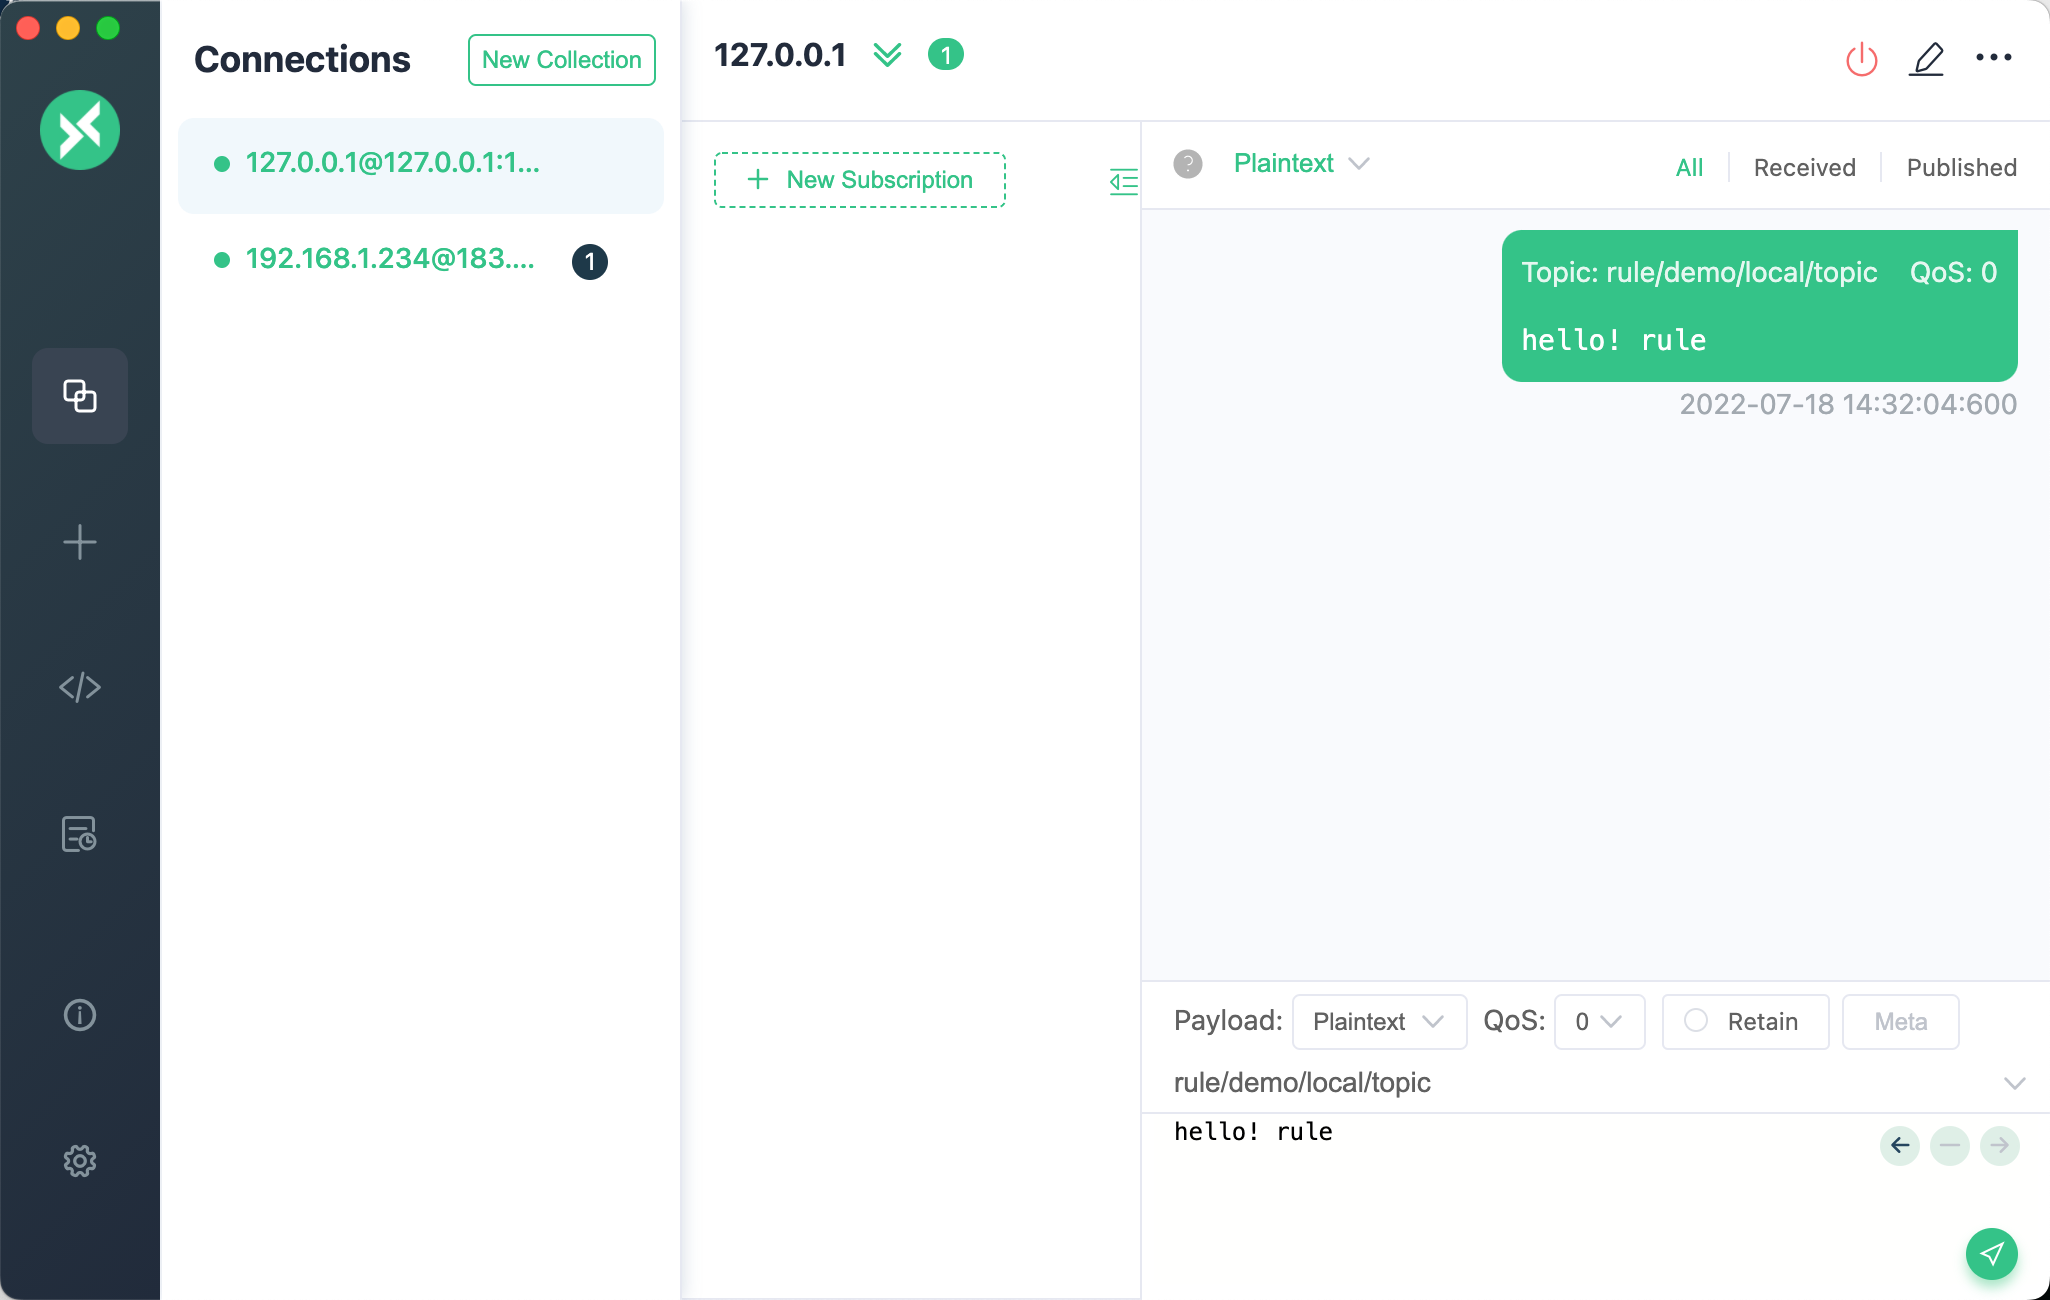 Connections
New Collection
127.0.0.1@127.0.0.1:1...
192.168.1.234@183....
1
127.0.0.1
1
New Subscription
?
Plaintext
All
Received
Published
Topic: rule/demo/local/topic QoS: 0
hello! rule
2022-07-18 14:32:04:600
Payload: Plaintext QoS: 0 Retain Meta
rule/demo/local/topic
hello! rule